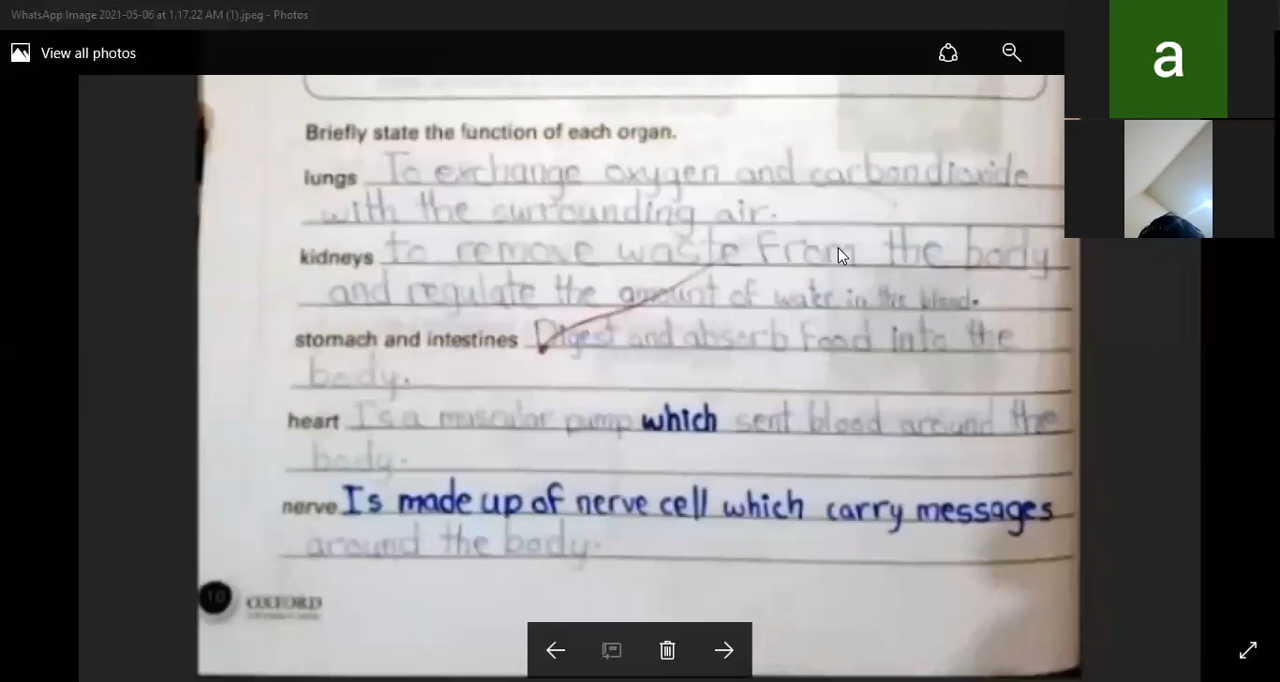 WhatsApp Image 2021-05-06 at 1.17.22 AM (1).jpeg - Photos
View all photos
a
Briefly state the function of each organ.
lungs To exchange oxygen and carbondioxide
with the surrounding air.
kidneys to remove waste from the body
and regulate the amount of water in the blood.
stomach and intestines Digest and absorb food into the
body.
heart Is a muscular pump which sent blood around the
body.
nerve Is made up of nerve cell which carry messages
around the body.
10 OXFORD